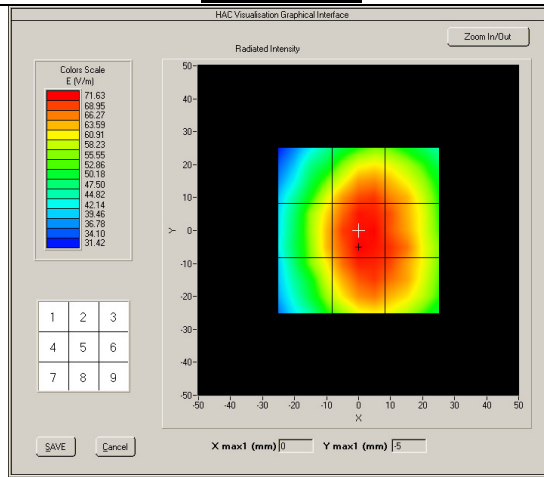 HAC Visualisation Graphical Interface
Zoom In/Out
Radiated Intensity
Colors Scale
E (V/m)
71.63
68.95
66.27
63.59
60.91
58.23
55.55
52.86
50.18
47.50
44.82
42.14
39.46
36.78
34.10
31.42
50
40
30
20
10
0
-10
-20
-30
-40
-50
Y
-50 -40 -30 -20 -10 0 10 20 30 40 50
X
1 2 3
4 5 6
7 8 9
SAVE Cancel
X max1 (mm) 0 Y max1 (mm) -5